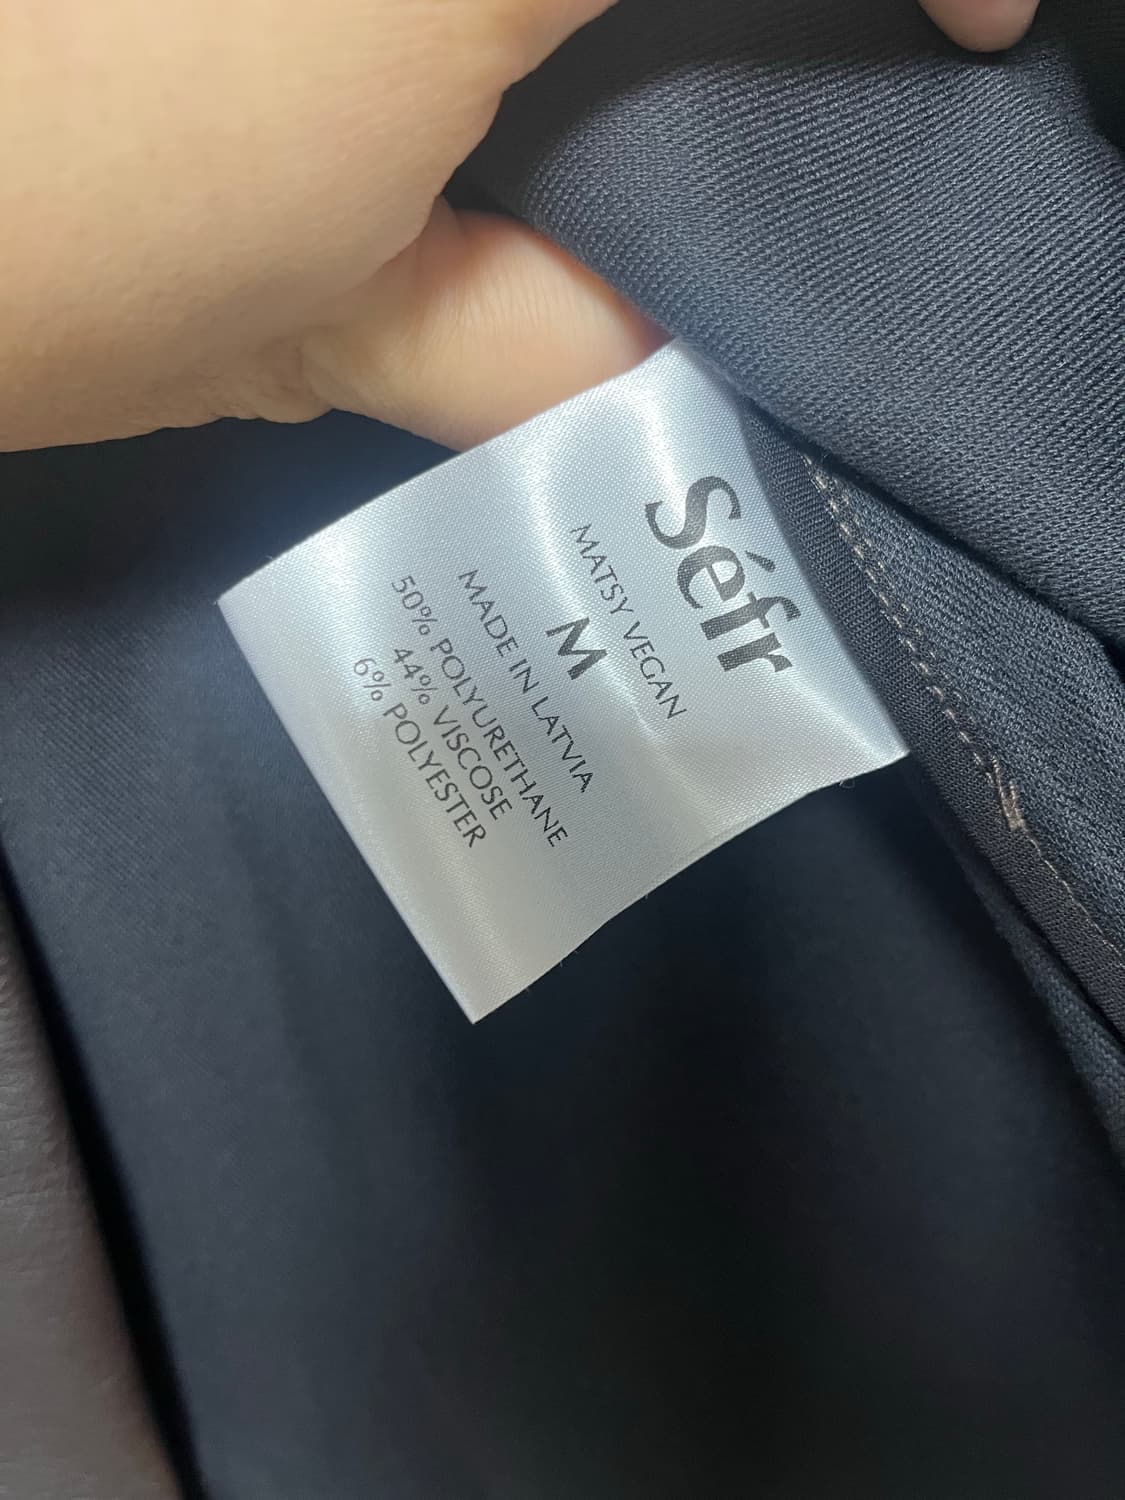 Séfr
MATSY VEGAN
M
MADE IN LATVIA
50% POLYURETHANE
44% VISCOSE
6% POLYESTER